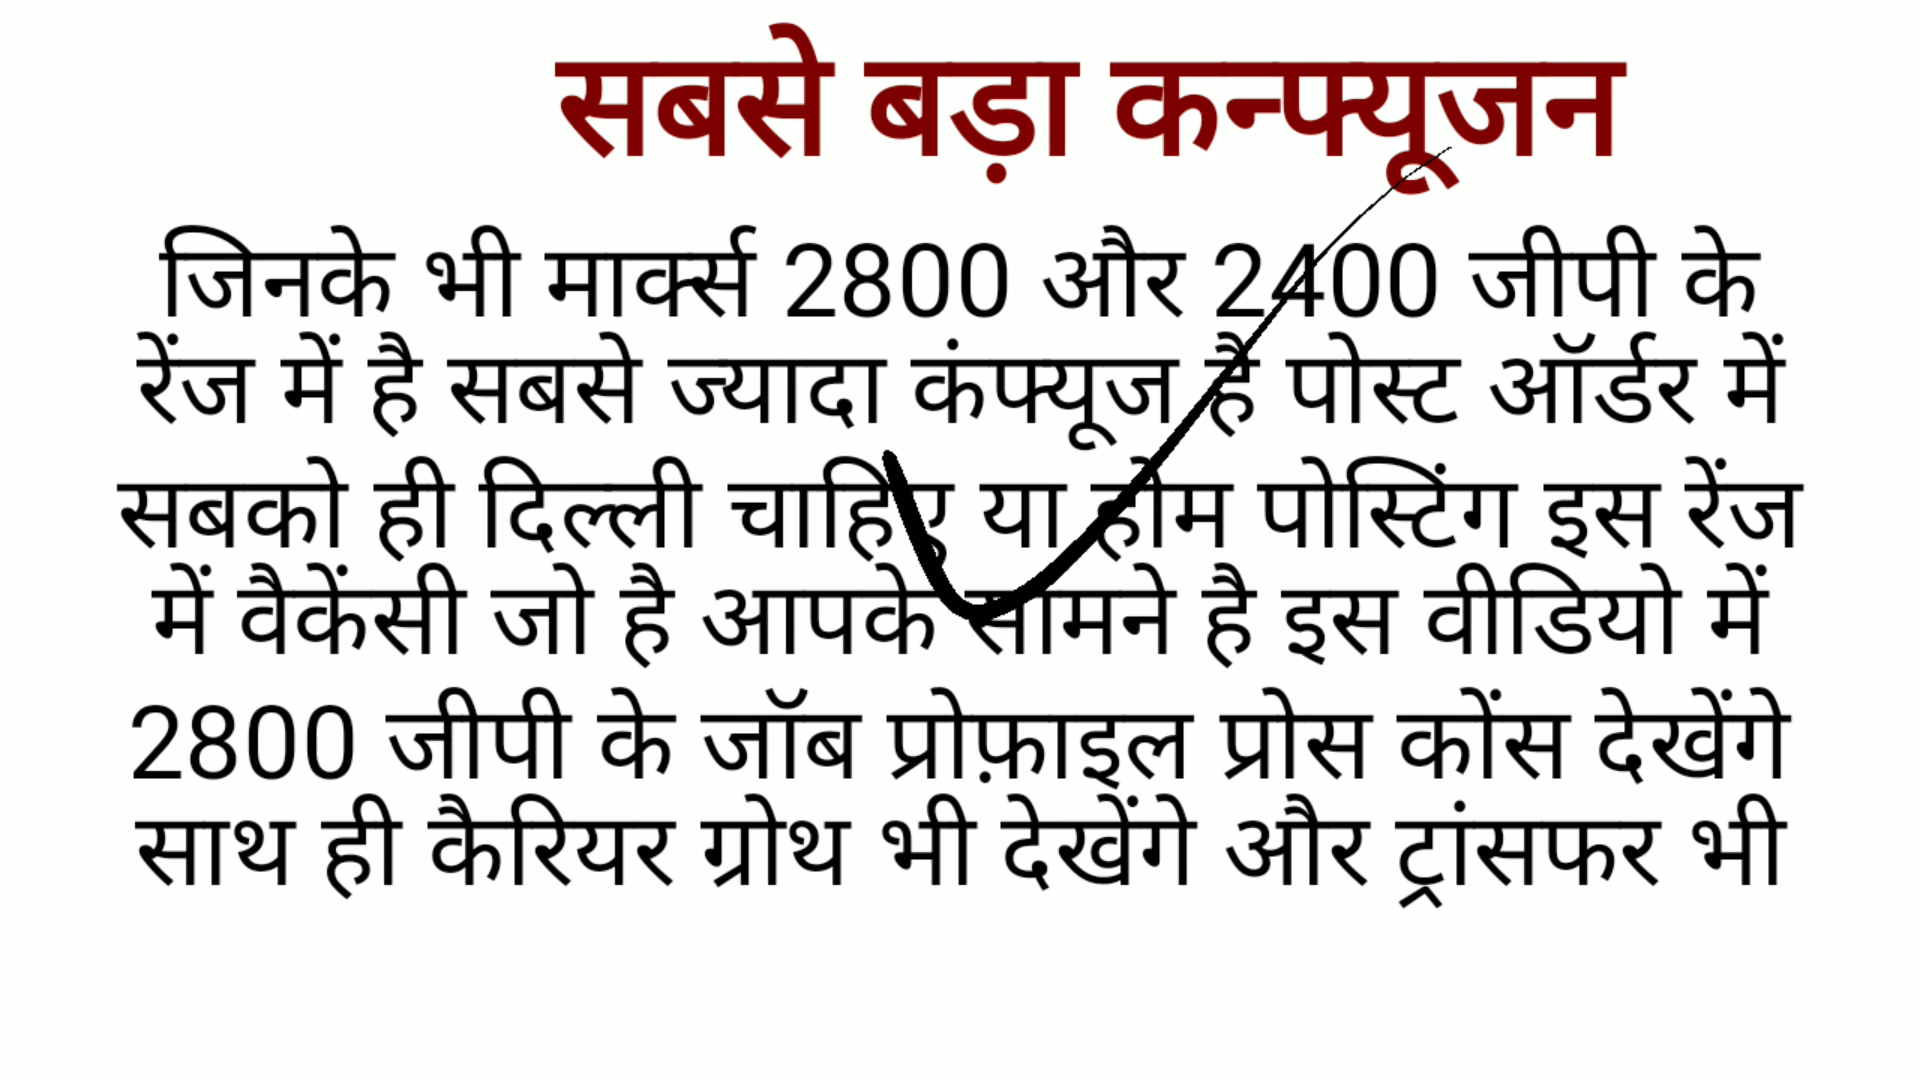 सबसे बड़ा कन्फ्यूजन
जिनके भी मार्क्स 2800 और 2400 जीपी के
रेंज में है सबसे ज्यादा कंफ्यूज है पोस्ट ऑर्डर में
सबको ही दिल्ली चाहिए या होम पोस्टिंग इस रेंज
में वैकेंसी जो है आपके सामने है इस वीडियो में
2800 जीपी के जॉब प्रोफ़ाइल प्रोस कोंस देखेंगे
साथ ही कैरियर ग्रोथ भी देखेंगे और ट्रांसफर भी